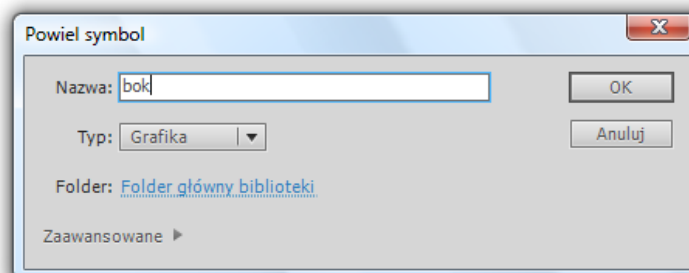 Powiel symbol
Nazwa: bok
OK
Typ: Grafika
Anuluj
Folder: Folder główny biblioteki
Zaawansowane